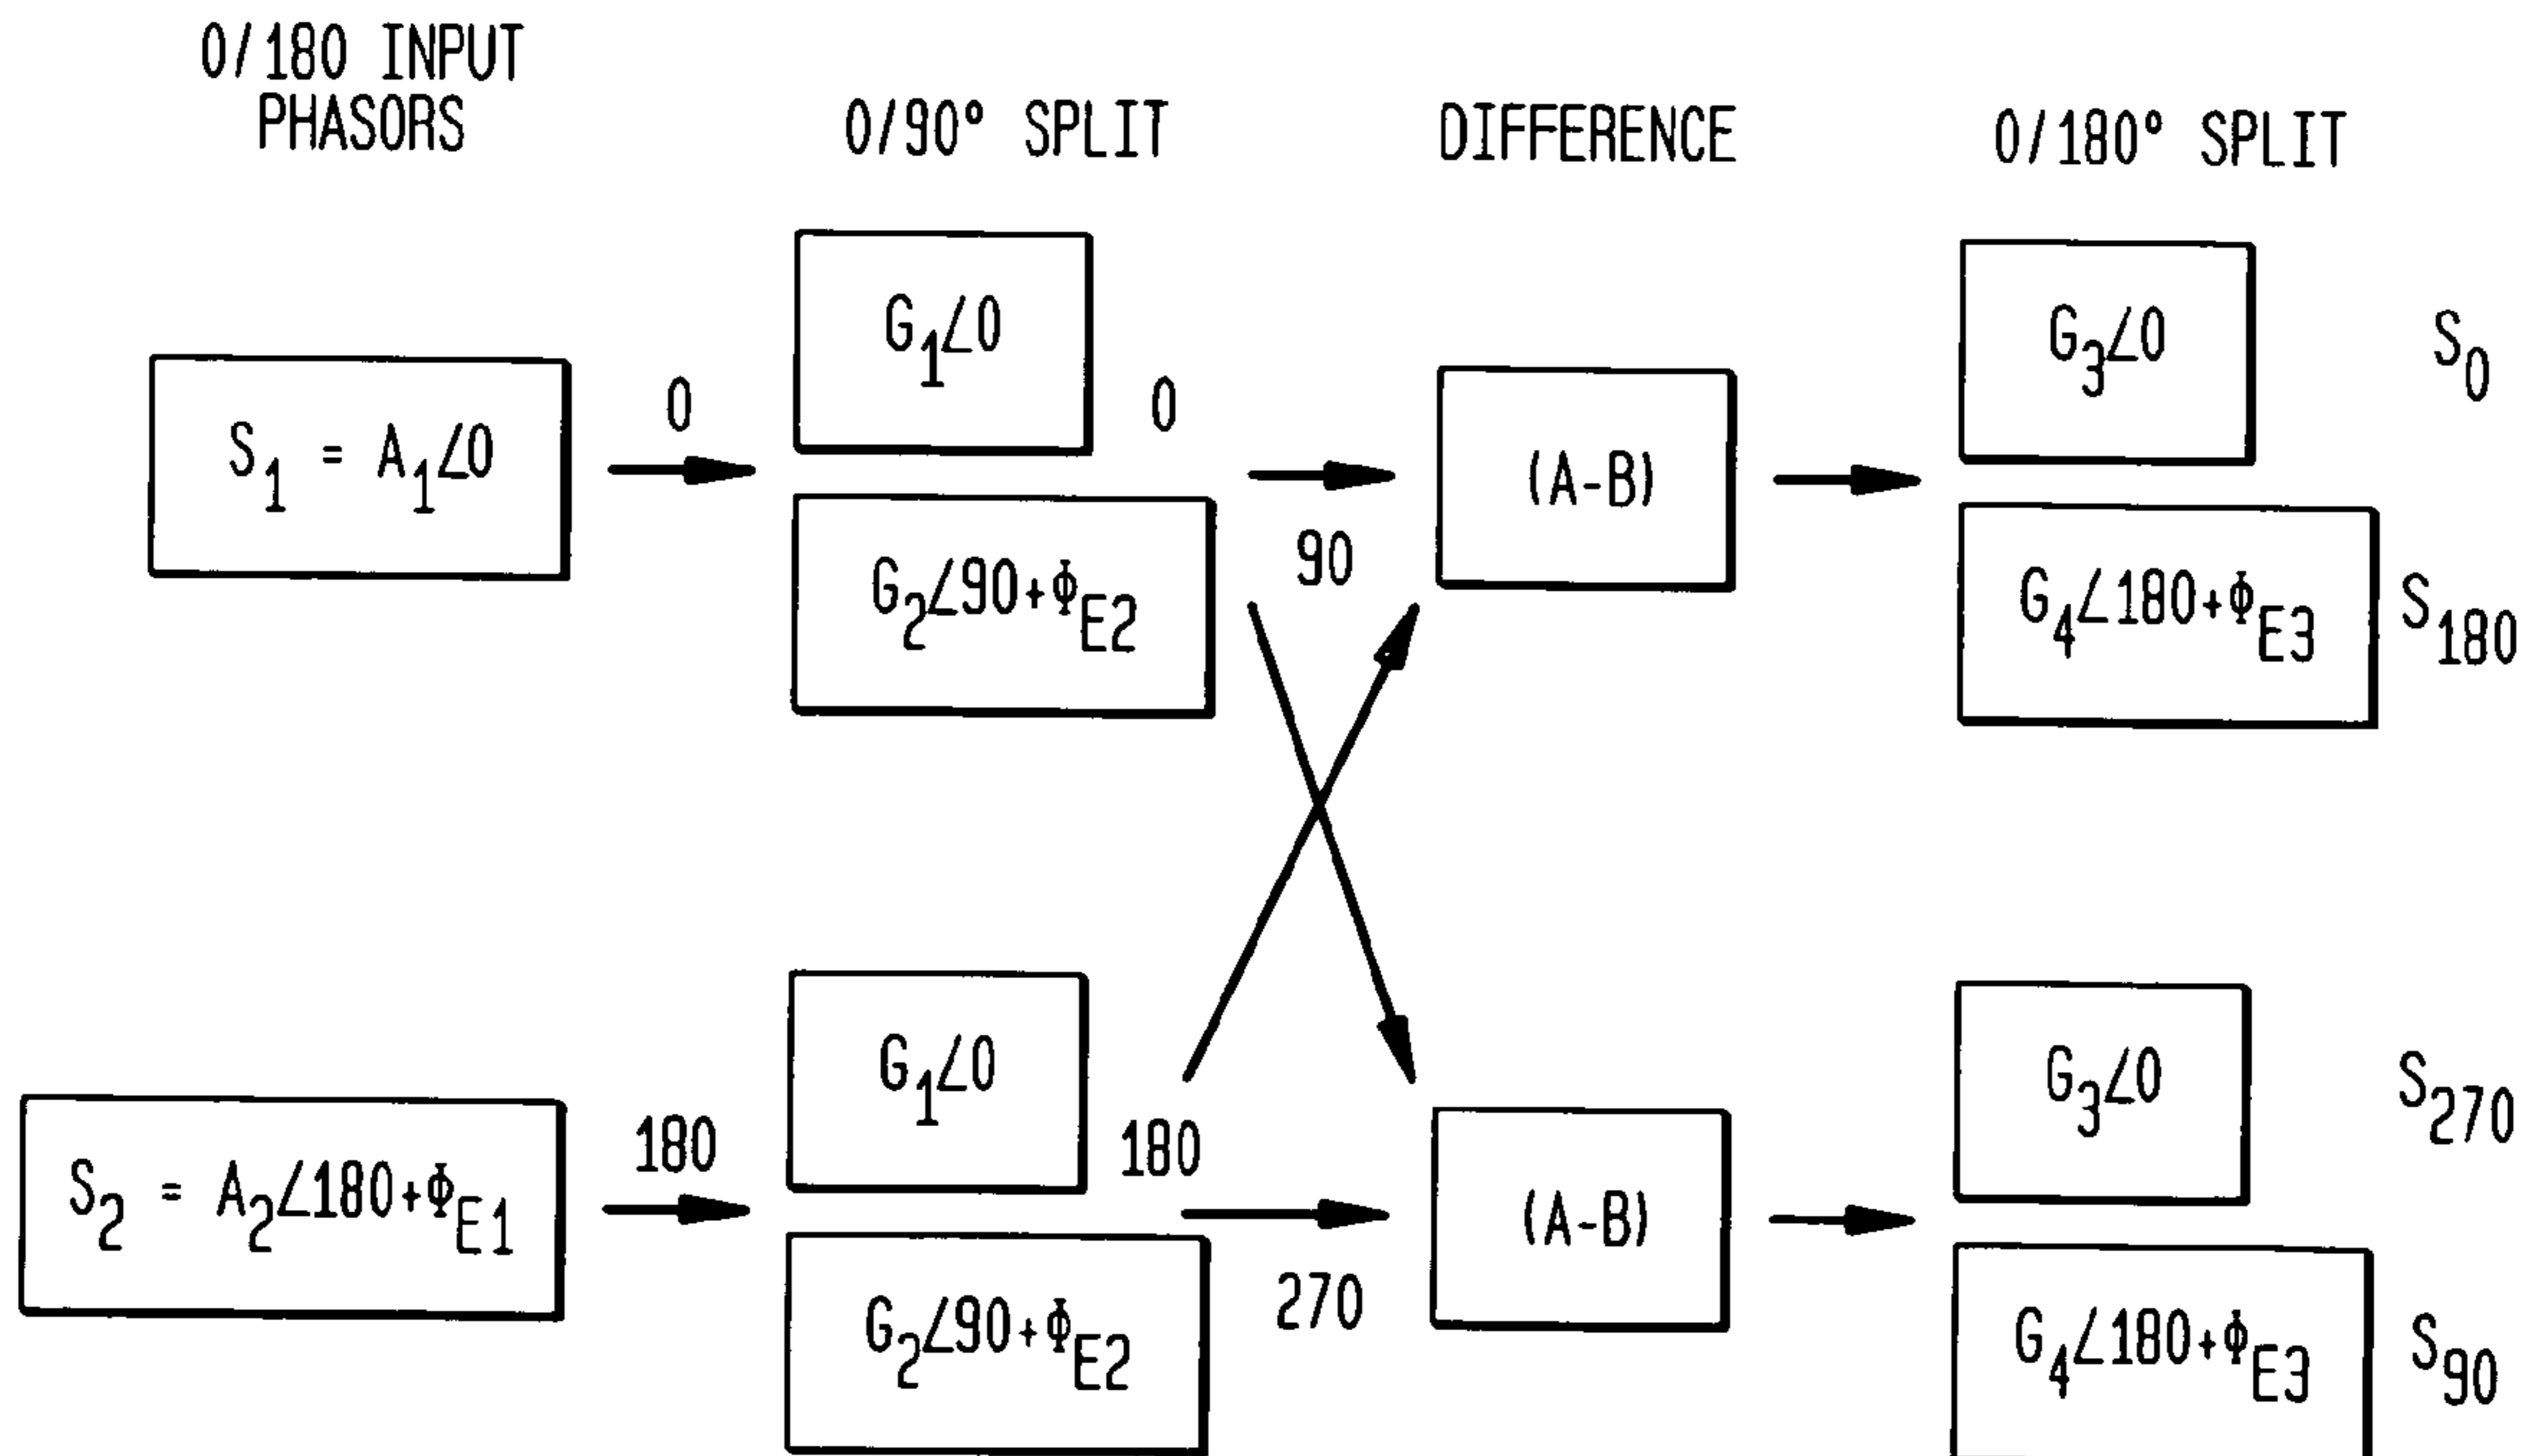 0/180 INPUT
PHASORS
0/90° SPLIT
DIFFERENCE
0/180° SPLIT
S1 = A1∠0
0
G1∠0
0
G2∠90+ΦE2
90
(A-B)
G3∠0
S0
G4∠180+ΦE3
S180
S2 = A2∠180+ΦE1
180
G1∠0
180
G2∠90+ΦE2
270
(A-B)
G3∠0
S270
G4∠180+ΦE3
S90